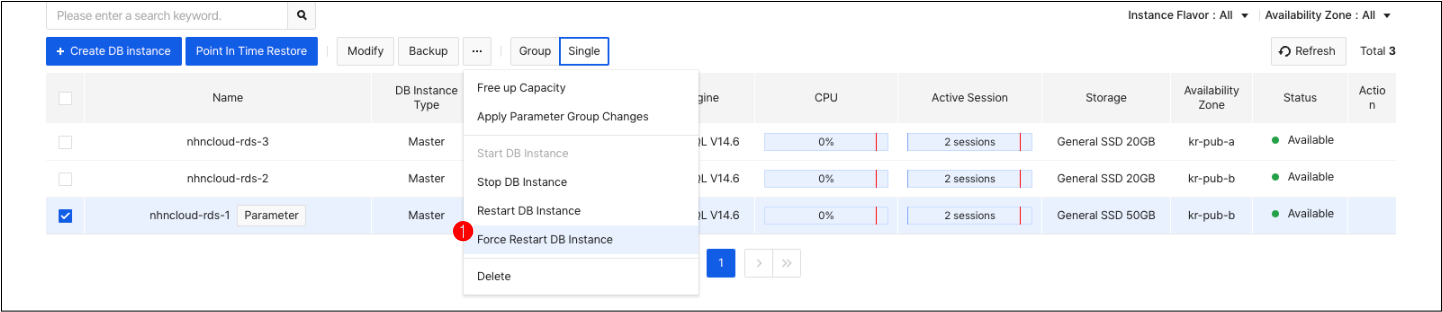 Please enter a search keyword.
Instance Flavor : All
Availability Zone : All
+ Create DB instance
Point In Time Restore
Modify
Backup
...
Group
Single
Refresh
Total 3
Name
DB Instance
Type
gine
CPU
Active Session
Storage
Availability
Zone
Status
Actio
n
nhncloud-rds-3
Master
QL V14.6
0%
2 sessions
General SSD 20GB
kr-pub-a
Available
nhncloud-rds-2
Master
QL V14.6
0%
2 sessions
General SSD 20GB
kr-pub-b
Available
nhncloud-rds-1
Parameter
Master
QL V14.6
0%
2 sessions
General SSD 50GB
kr-pub-b
Available
Free up Capacity
Apply Parameter Group Changes
Start DB Instance
Stop DB Instance
Restart DB Instance
1
Force Restart DB Instance
Delete
1